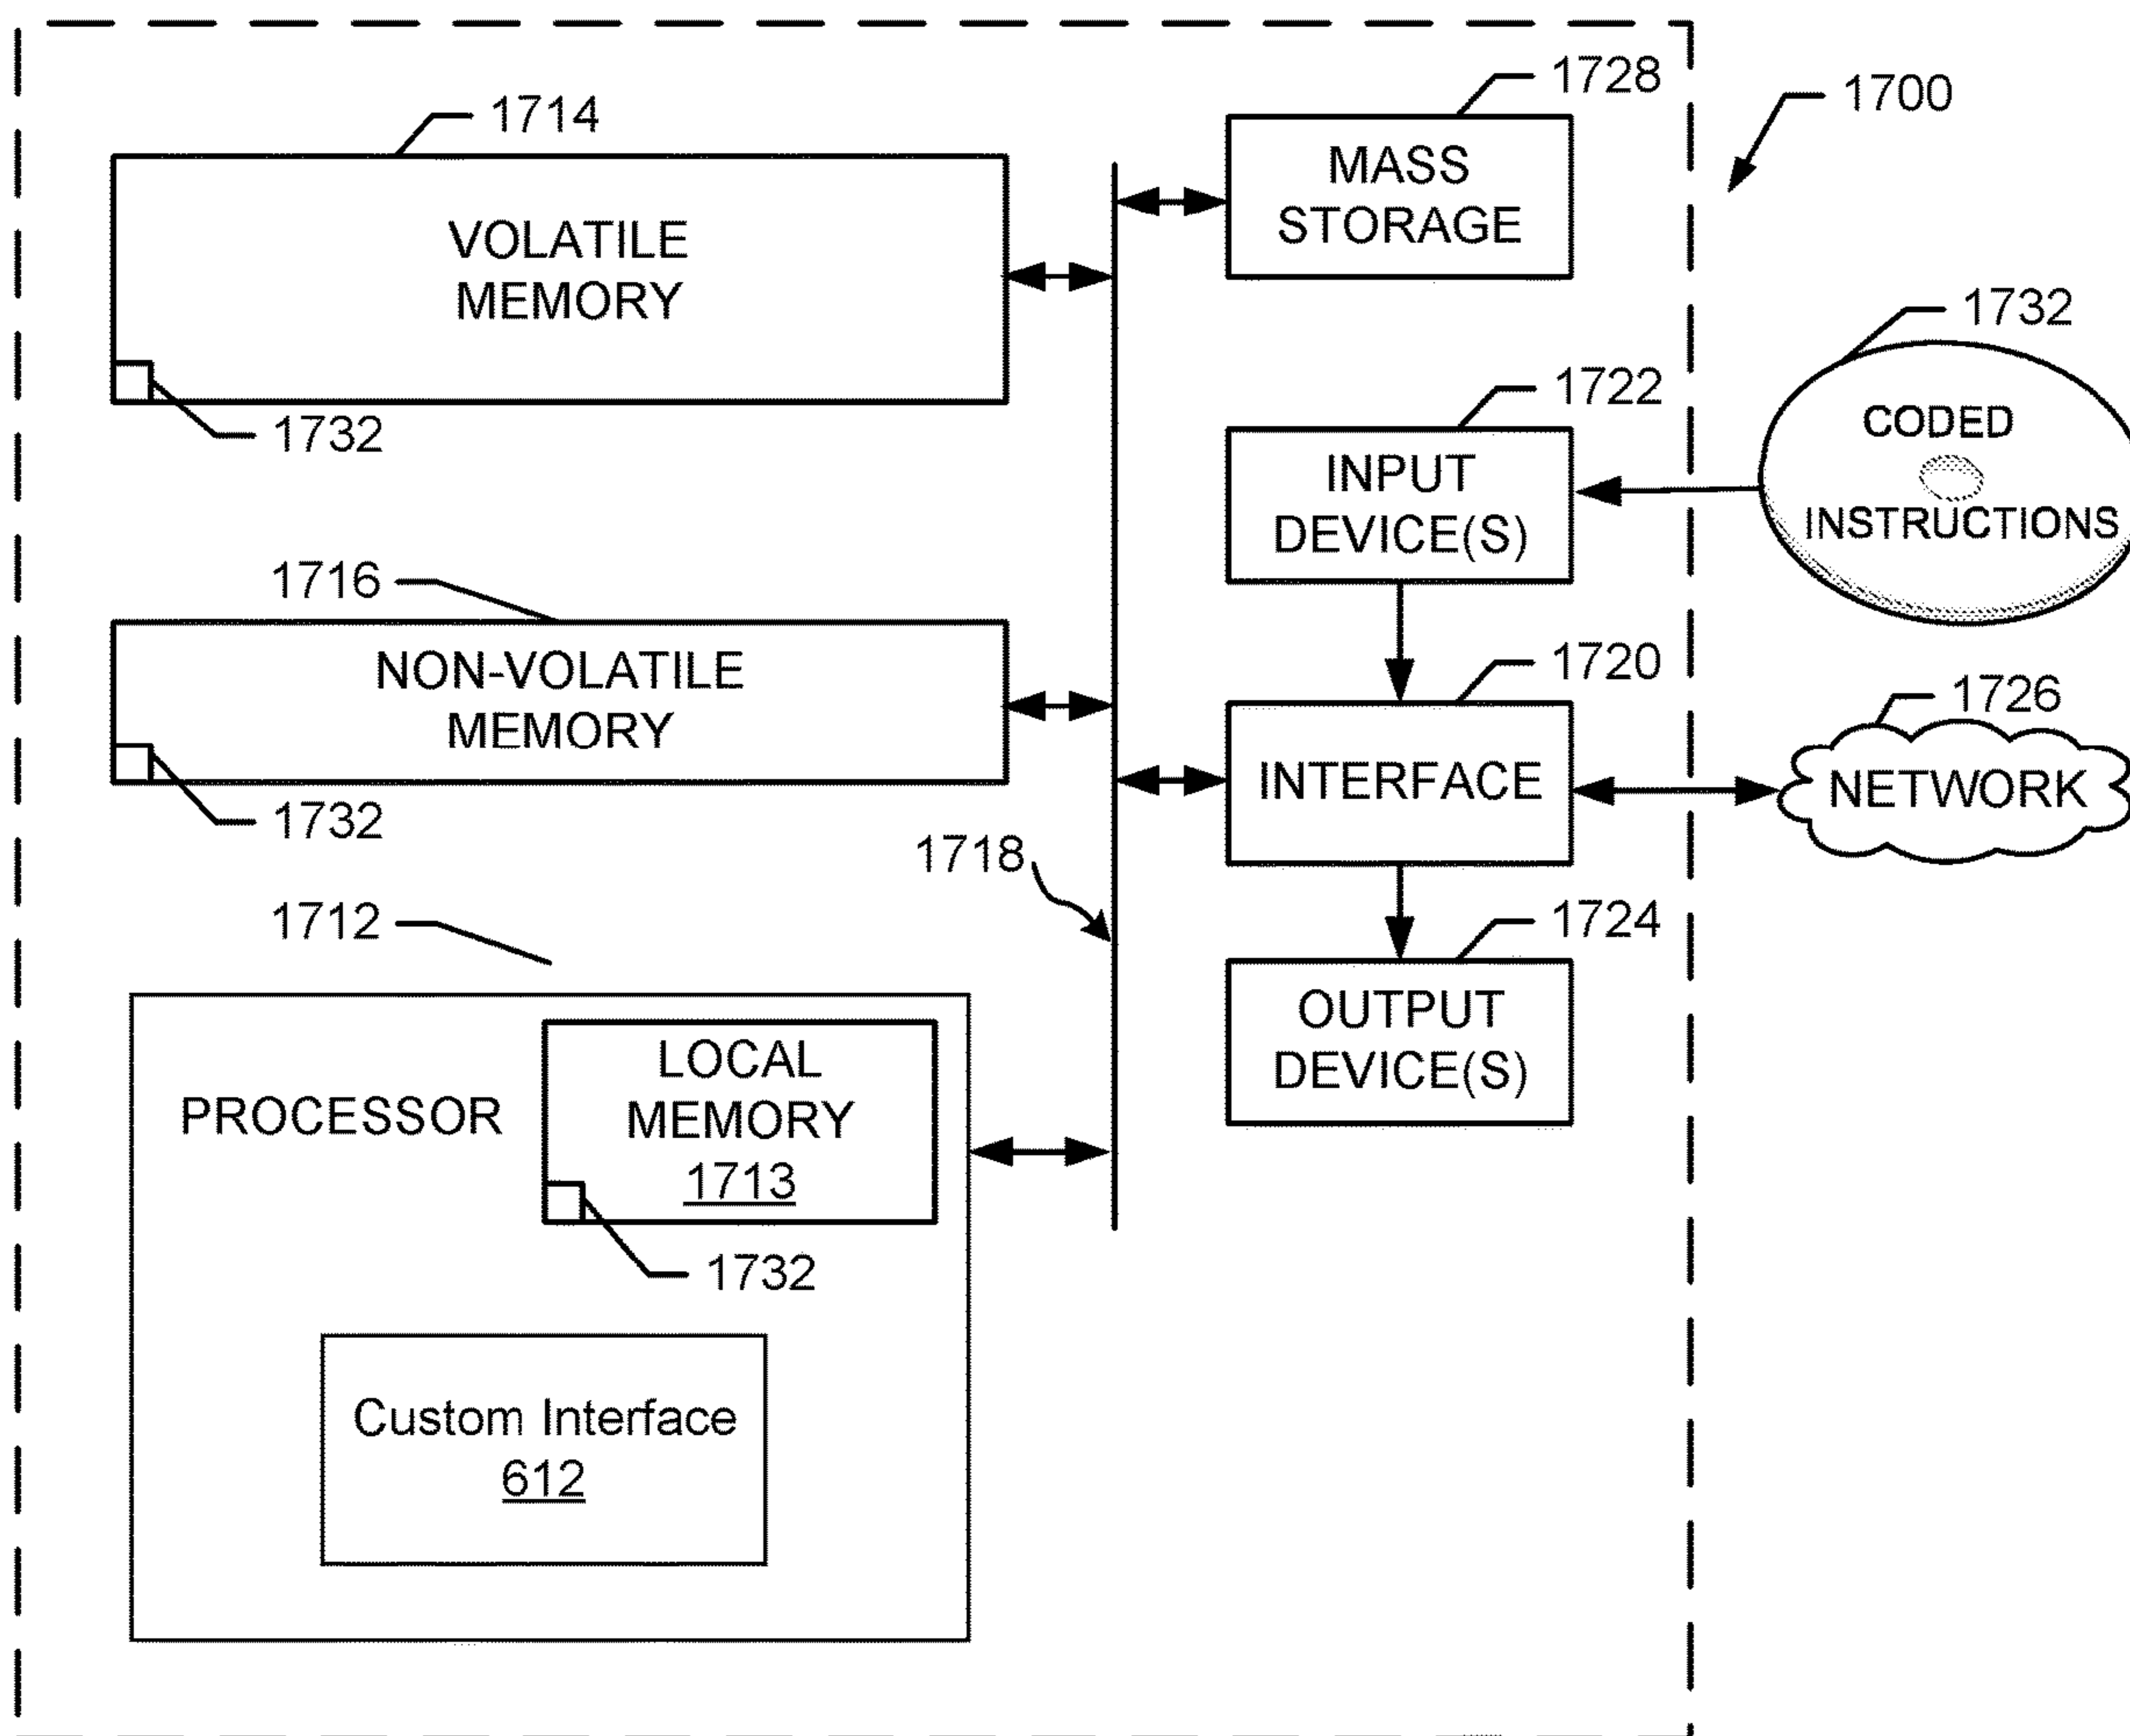 1714
VOLATILE
MEMORY
1732
1716
NON-VOLATILE
MEMORY
1732
1718
1712
PROCESSOR
LOCAL
MEMORY
1713
1732
Custom Interface
612
1728
MASS
STORAGE
1722
INPUT
DEVICE(S)
1720
INTERFACE
1724
OUTPUT
DEVICE(S)
1700
1732
CODED
INSTRUCTIONS
1726
NETWORK